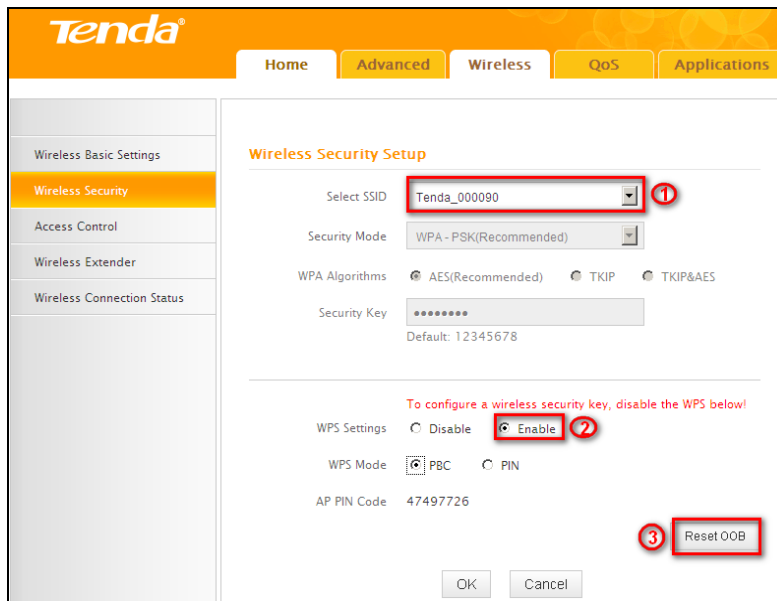 Tenda®
Home Advanced Wireless QoS Applications
Wireless Basic Settings
Wireless Security
Access Control
Wireless Extender
Wireless Connection Status
Wireless Security Setup
Select SSID Tenda_000090 1
Security Mode WPA-PSK(Recommended)
WPA Algorithms AES(Recommended) TKIP TKIP&AES
Security Key ••••••••
Default: 12345678
To configure a wireless security key, disable the WPS below!
WPS Settings Disable Enable 2
WPS Mode PBC PIN
AP PIN Code 47497726
3 Reset OOB
OK Cancel